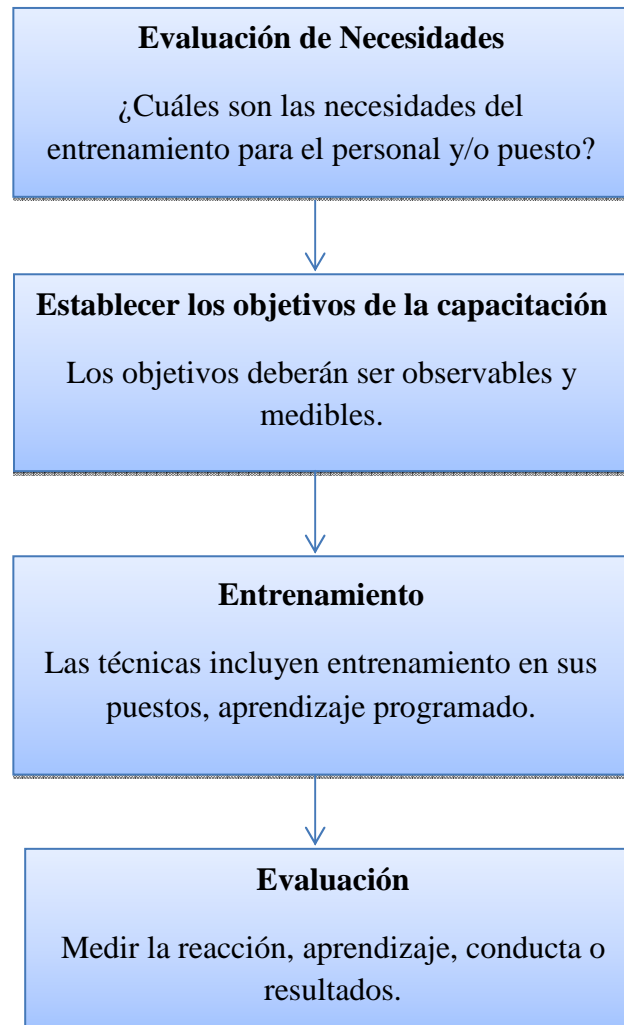 Evaluación de Necesidades
¿Cuáles son las necesidades del
entrenamiento para el personal y/o puesto?
Establecer los objetivos de la capacitación
Los objetivos deberán ser observables y
medibles.
Entrenamiento
Las técnicas incluyen entrenamiento en sus
puestos, aprendizaje programado.
Evaluación
Medir la reacción, aprendizaje, conducta o
resultados.